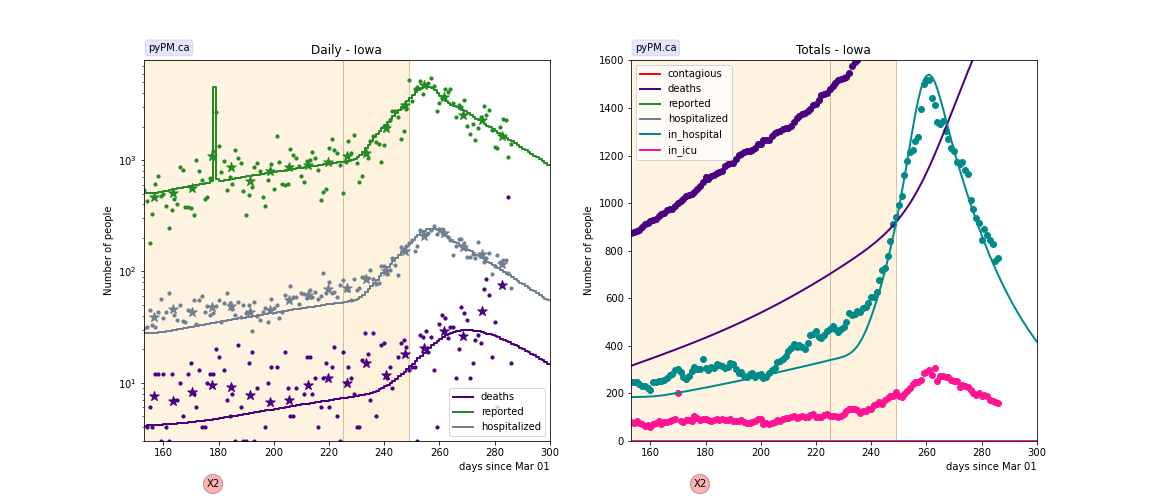 pyPM.ca
Daily - Iowa
Number of people
10³
10²
10¹
160 180 200 220 240 260 280 300
days since Mar 01
deaths
reported
hospitalized
X2
pyPM.ca
Totals - Iowa
Number of people
1600
1400
1200
1000
800
600
400
200
0
contagious
deaths
reported
hospitalized
in_hospital
in_icu
160 180 200 220 240 260 280 300
days since Mar 01
X2